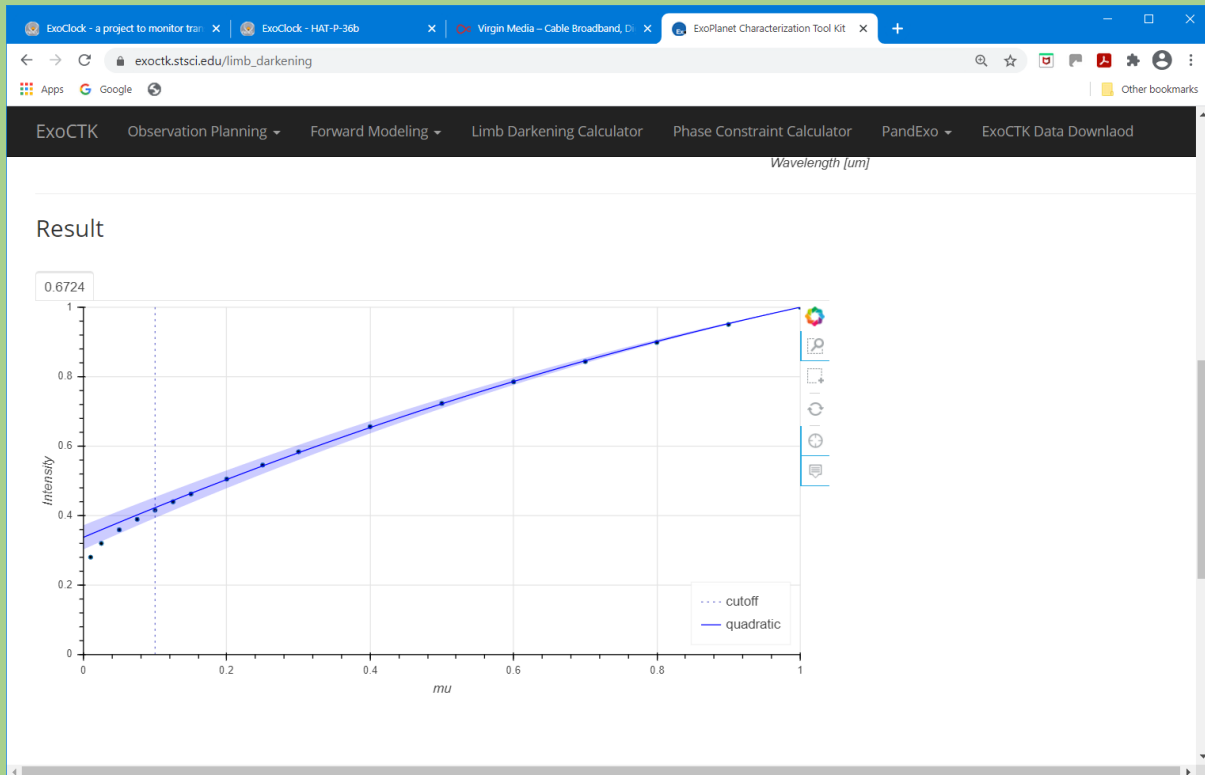 ExoClock - a project to monitor tran
ExoClock - HAT-P-36b
Virgin Media – Cable Broadband, Di
ExoPlanet Characterization Tool Kit
exoctk.stsci.edu/limb_darkening
Apps
Google
Other bookmarks
ExoCTK
Observation Planning
Forward Modeling
Limb Darkening Calculator
Phase Constraint Calculator
PandExo
ExoCTK Data Downlaod
Wavelength [um]
Result
0.6724
1
0.8
0.6
0.4
0.2
0
Intensity
cutoff
quadratic
0
0.2
0.4
0.6
0.8
1
mu